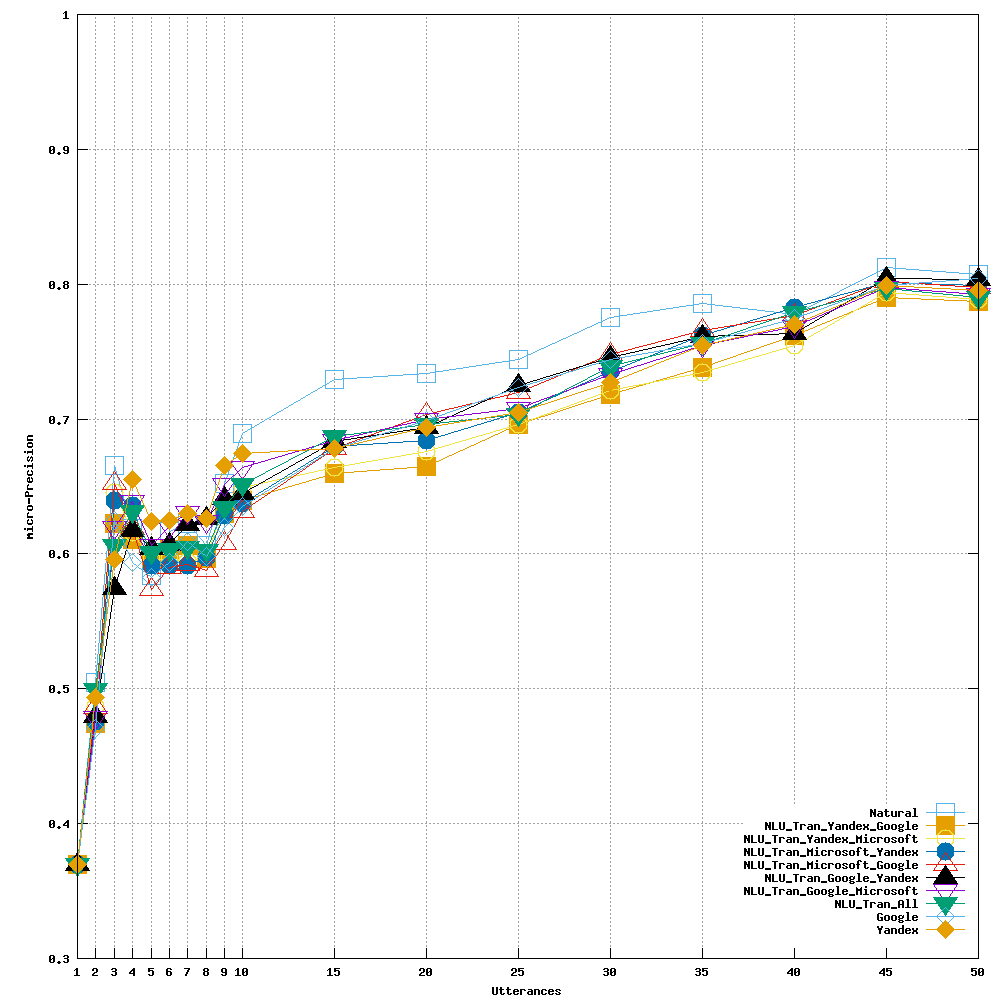 1
0.9
0.8
0.7
0.6
0.5
0.4
0.3
micro-Precision
1 2 3 4 5 6 7 8 9 10 15 20 25 30 35 40 45 50
Utterances
Natural
NLU_Tran_Yandex_Google
NLU_Tran_Yandex_Microsoft
NLU_Tran_Microsoft_Yandex
NLU_Tran_Microsoft_Google
NLU_Tran_Google_Yandex
NLU_Tran_Google_Microsoft
NLU_Tran_All
Google
Yandex